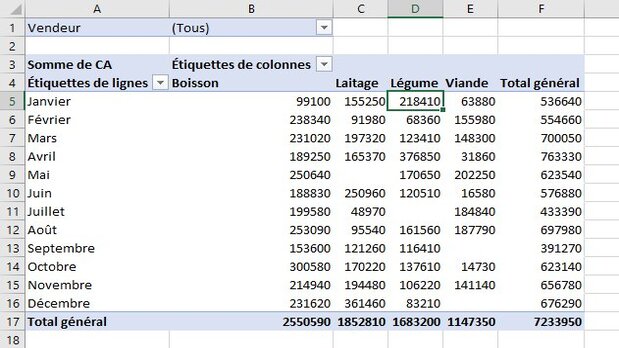 A B C D E F
1 Vendeur (Tous)
2
3 Somme de CA Étiquettes de colonnes
4 Étiquettes de lignes Boisson Laitage Légume Viande Total général
5 Janvier 99100 155250 218410 63880 536640
6 Février 238340 91980 68360 155980 554660
7 Mars 231020 197320 123410 148300 700050
8 Avril 189250 165370 376850 31860 763330
9 Mai 250640 170650 202250 623540
10 Juin 188830 250960 120510 16580 576880
11 Juillet 199580 48970 184840 433390
12 Août 253090 95540 161560 187790 697980
13 Septembre 153600 121260 116410 391270
14 Octobre 300580 170220 137610 14730 623140
15 Novembre 214940 194480 106220 141140 656780
16 Décembre 231620 361460 83210 676290
17 Total général 2550590 1852810 1683200 1147350 7233950
18